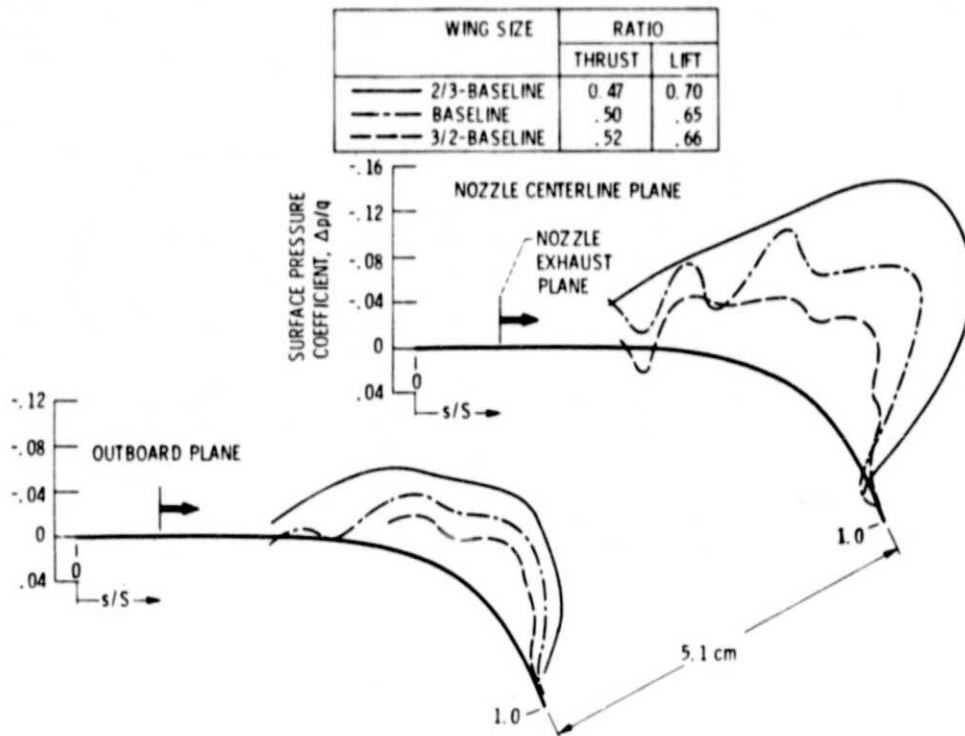 WING SIZE RATIO
THRUST LIFT
2/3-BASELINE 0.47 0.70
BASELINE .50 .65
3/2-BASELINE .52 .66
SURFACE PRESSURE
COEFFICIENT, Δp/q
-.16
-.12
-.08
-.04
0
.04
NOZZLE CENTERLINE PLANE
NOZZLE
EXHAUST
PLANE
0
s/S
1.0
-.12
-.08
-.04
0
.04
OUTBOARD PLANE
0
s/S
1.0
5.1 cm